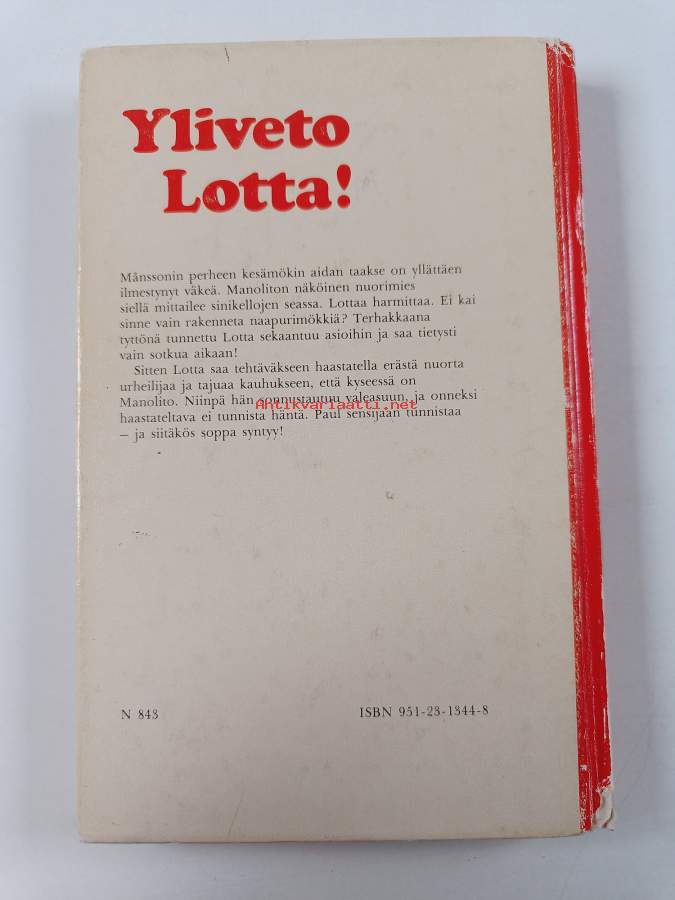 Yliveto
Lotta!
Månssonin perheen kesämökin aidan taakse on yllättäen
ilmestynyt väkeä. Manoliton näköinen nuorimies
siellä mittailee sinikellojen seassa. Lottaa harmittaa. Ei kai
sinne vain rakenneta naapurimökkiä? Terhakkaana
tyttönä tunnettu Lotta sekaantuu asioihin ja saa tietysti
vain sotkua aikaan!
Sitten Lotta saa tehtäväkseen haastatella erästä nuorta
urheilijaa ja tajuaa kauhukseen, että kyseessä on
Manolito. Niinpä hän sonnustautuu valeasuun, ja onneksi
Antikvariaatti.net
haastateltava ei tunnista häntä. Paul sensijaan tunnistaa
– ja siitäkös soppa syntyy!
N 843
ISBN 951-23-1344-8